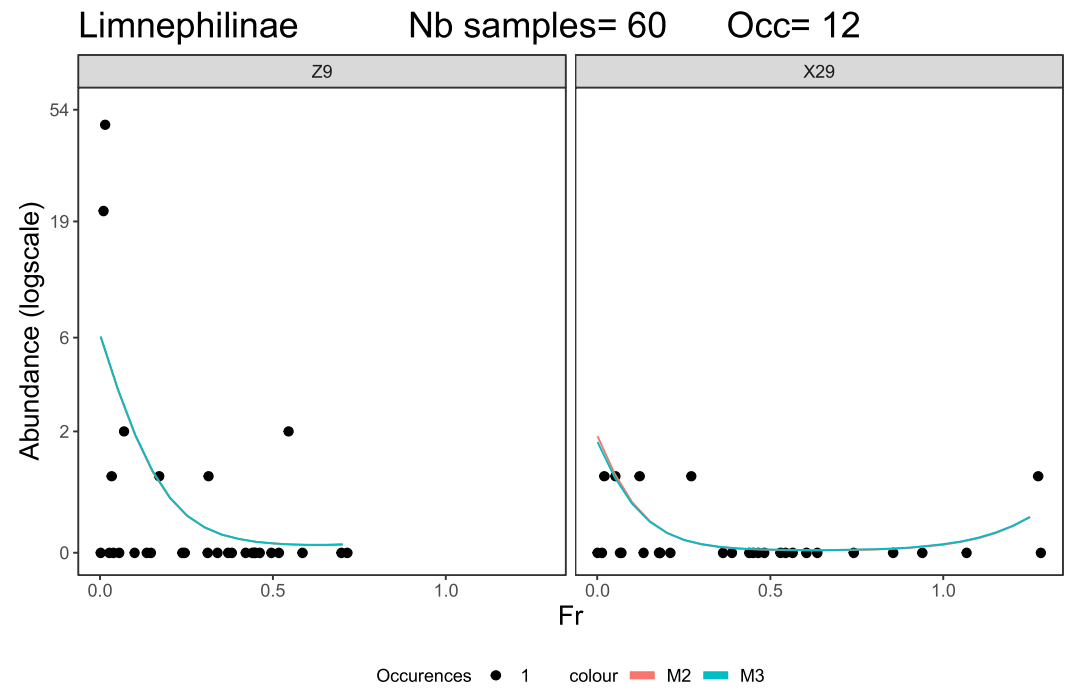 Limnephilinae Nb samples= 60 Occ= 12
Z9 X29
Abundance (logscale)
54
19
6
2
0
0.0 0.5 1.0 0.0 0.5 1.0
Fr
Occurences 1 colour M2 M3